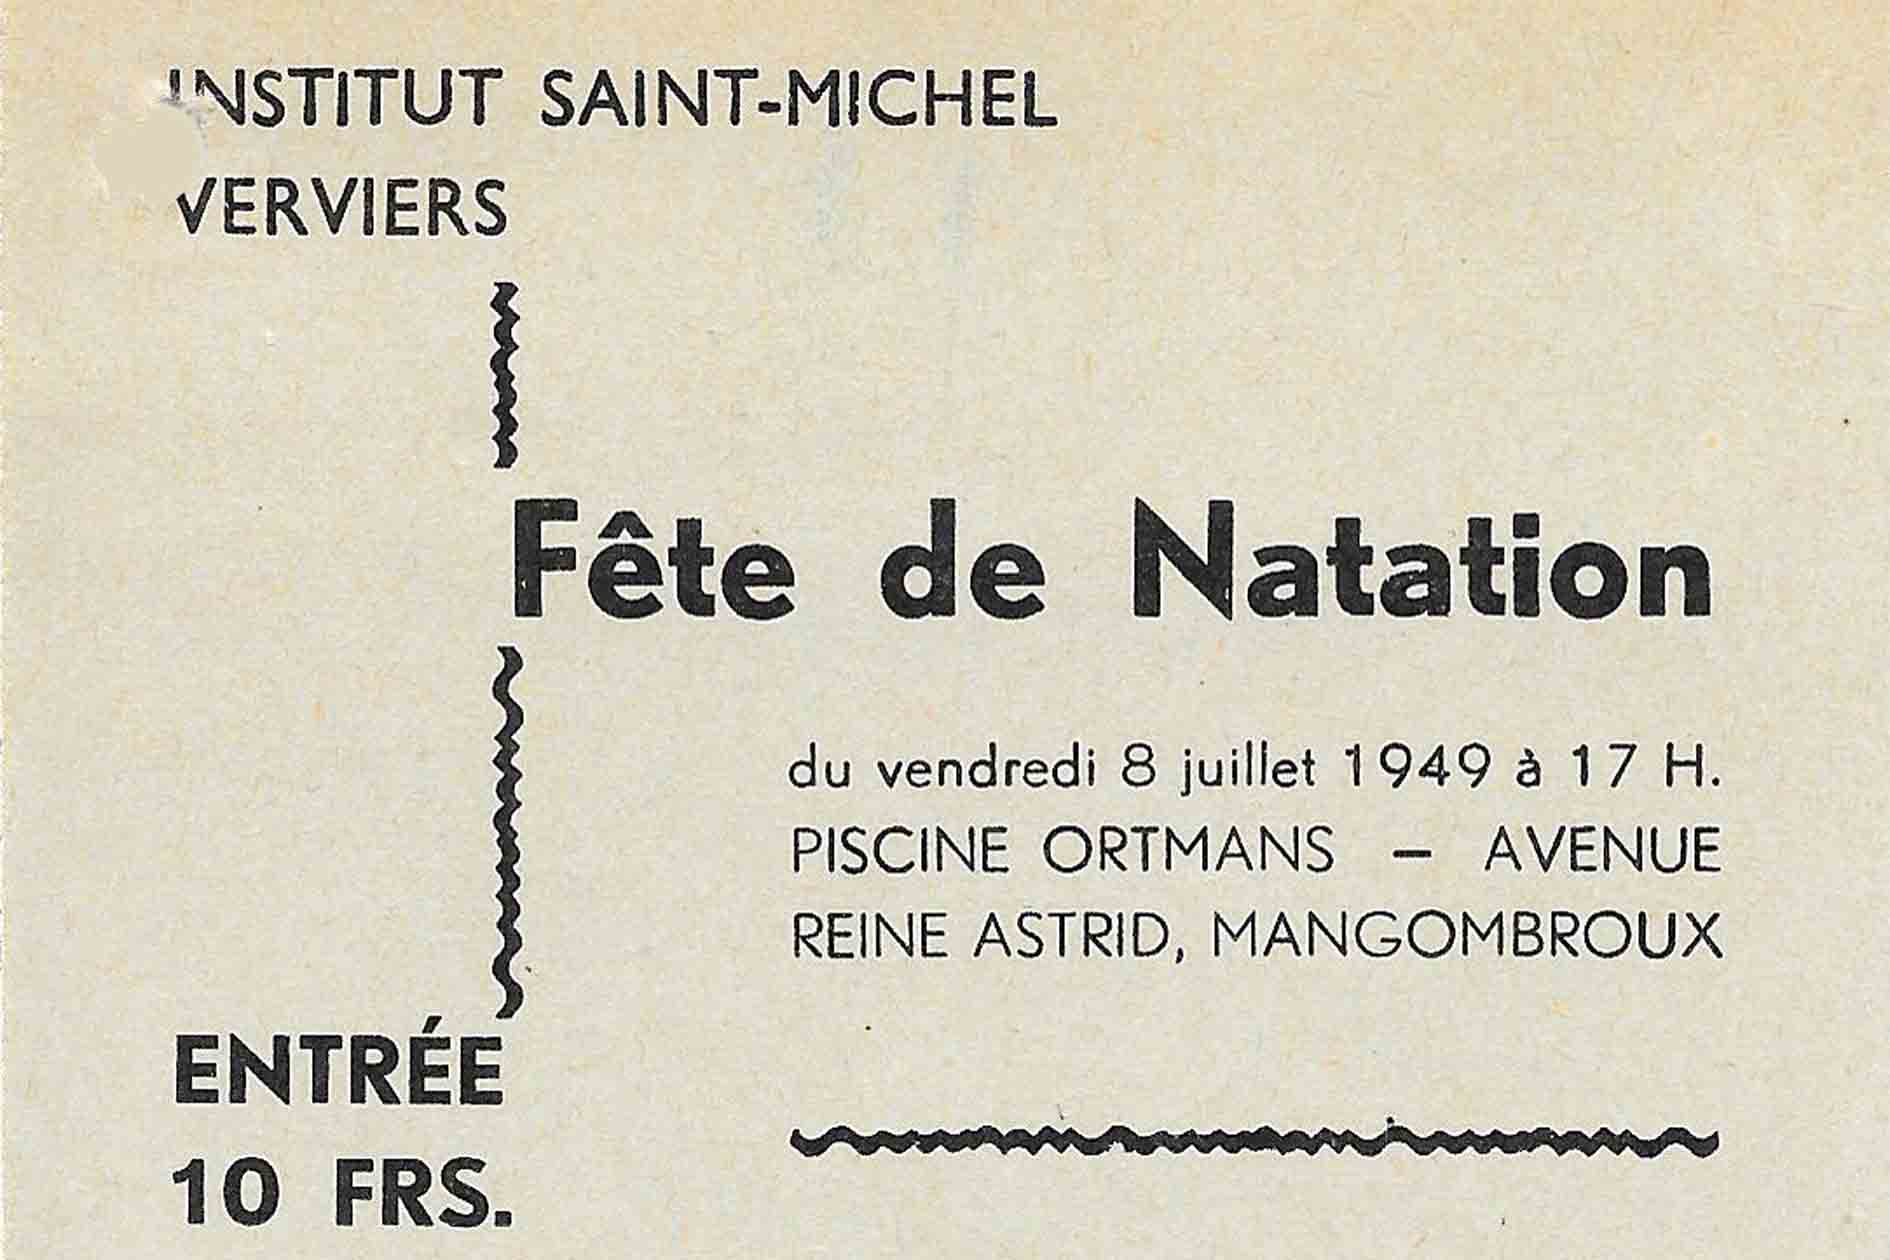 INSTITUT SAINT-MICHEL
VERVIERS
Fête de Natation
du vendredi 8 juillet 1949 à 17 H.
PISCINE ORTMANS – AVENUE
REINE ASTRID, MANGOMBROUX
ENTRÉE
10 FRS.